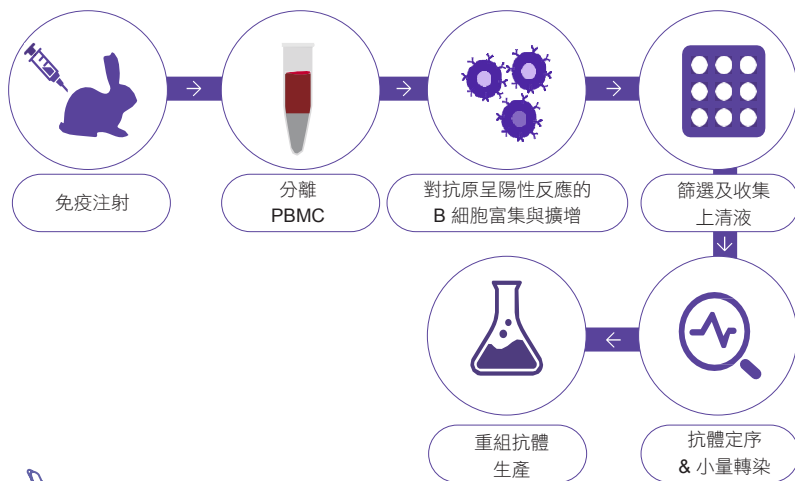 免疫注射
分離
PBMC
對抗原呈陽性反應的
B 細胞富集與擴增
篩選及收集
上清液
抗體定序
& 小量轉染
重組抗體
生產